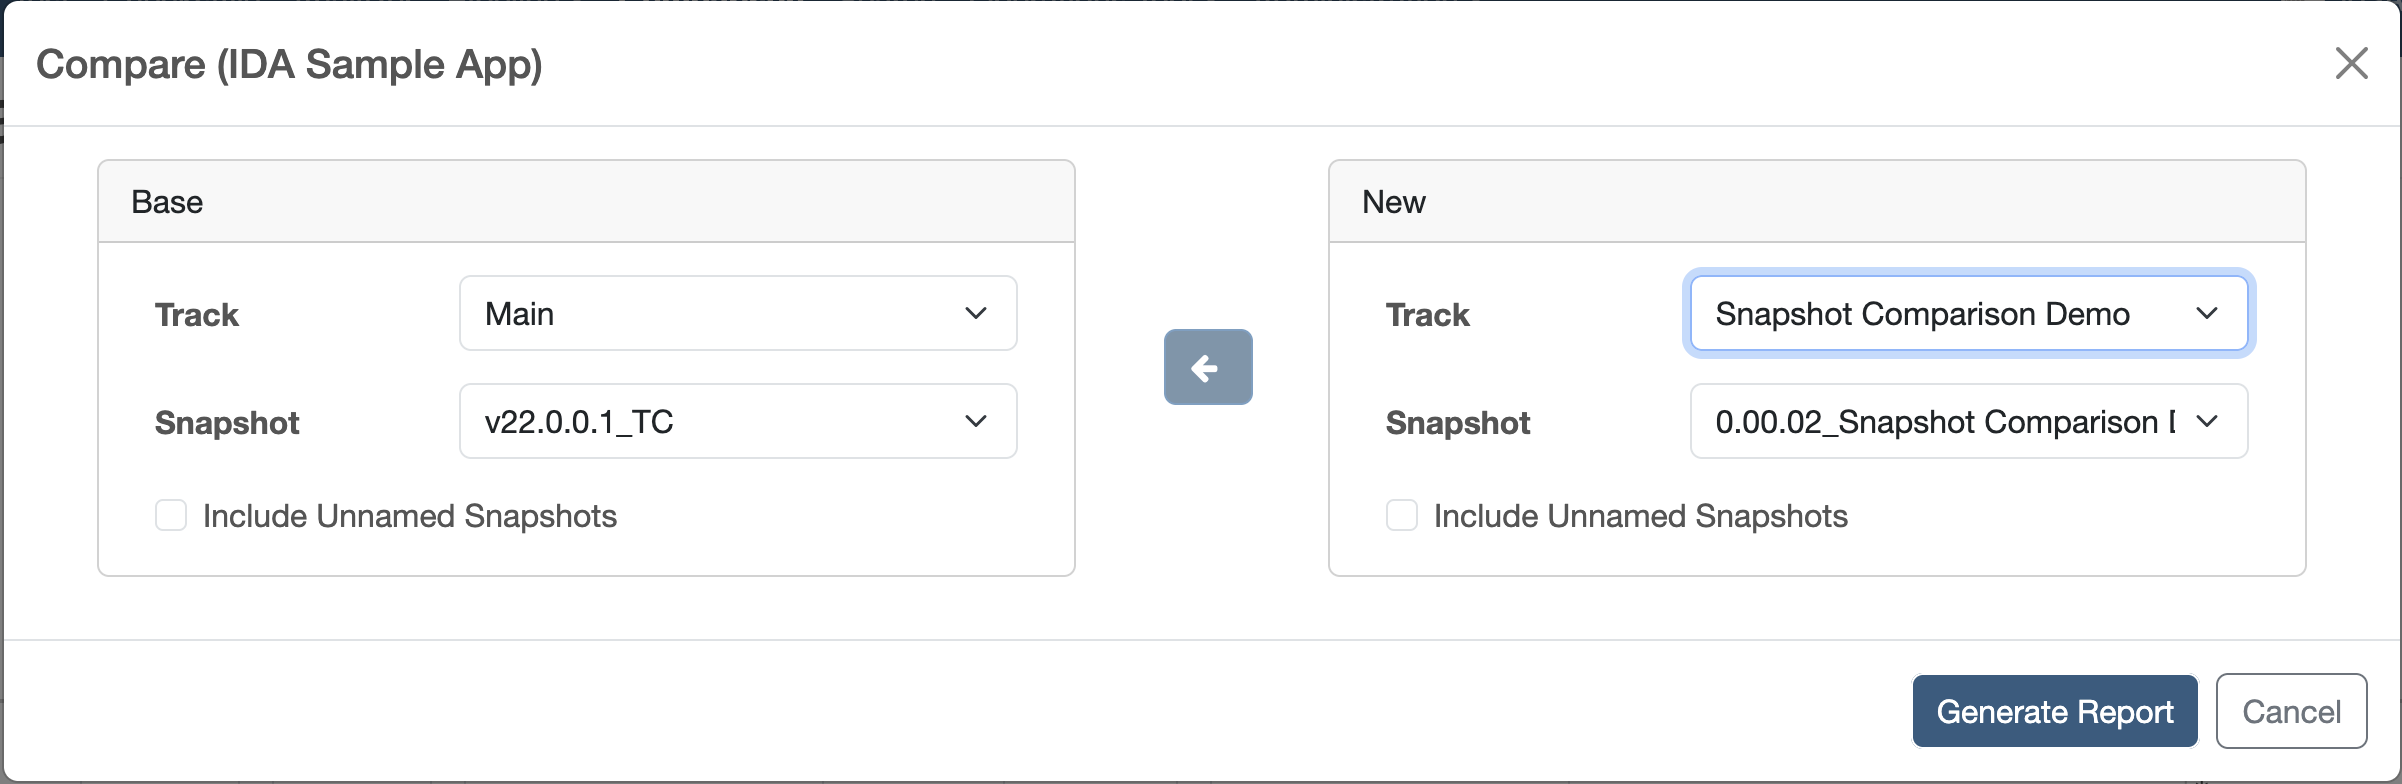 Compare (IDA Sample App)
Base
Track
Main
Snapshot
v22.0.0.1_TC
Include Unnamed Snapshots
New
Track
Snapshot Comparison Demo
Snapshot
0.00.02_Snapshot Comparison
Include Unnamed Snapshots
Generate Report
Cancel